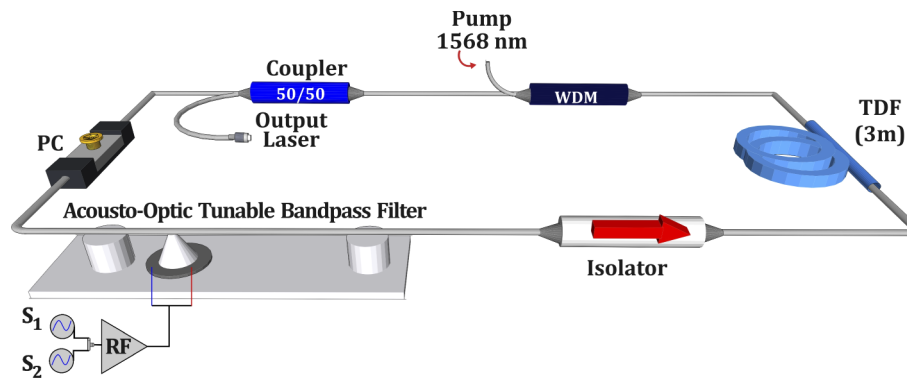 Pump
1568 nm
Coupler
50/50
WDM
Output
Laser
TDF
(3m)
PC
Acousto-Optic Tunable Bandpass Filter
Isolator
S1
RF
S2